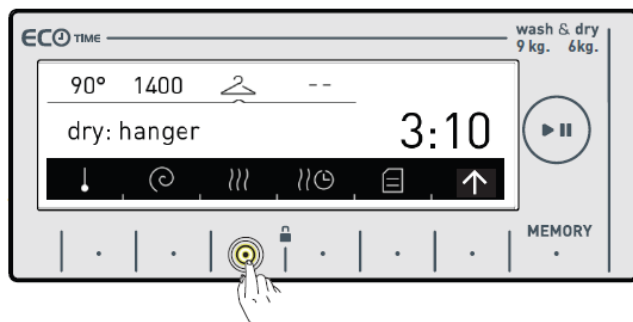 ECO TIME
wash & dry
9 kg. 6kg.
90° 1400 --
dry: hanger
3:10
MEMORY